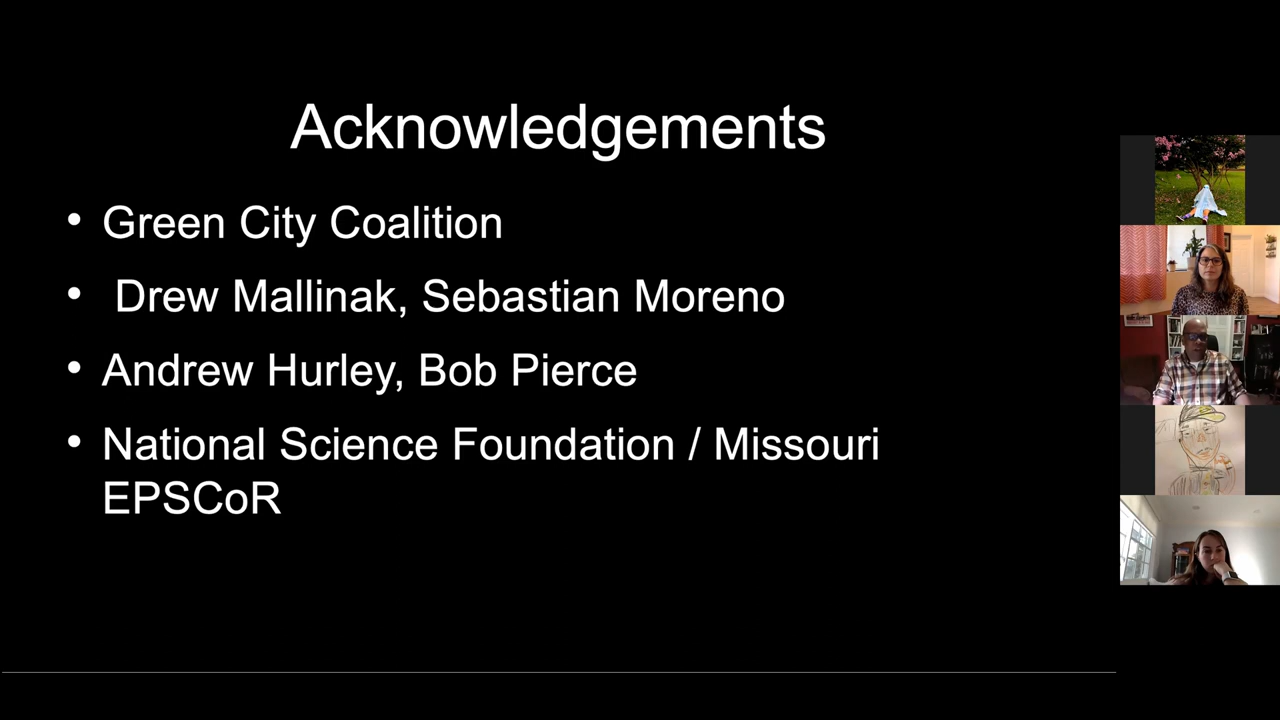 Acknowledgements
• Green City Coalition
• Drew Mallinak, Sebastian Moreno
• Andrew Hurley, Bob Pierce
• National Science Foundation / Missouri
EPSCoR